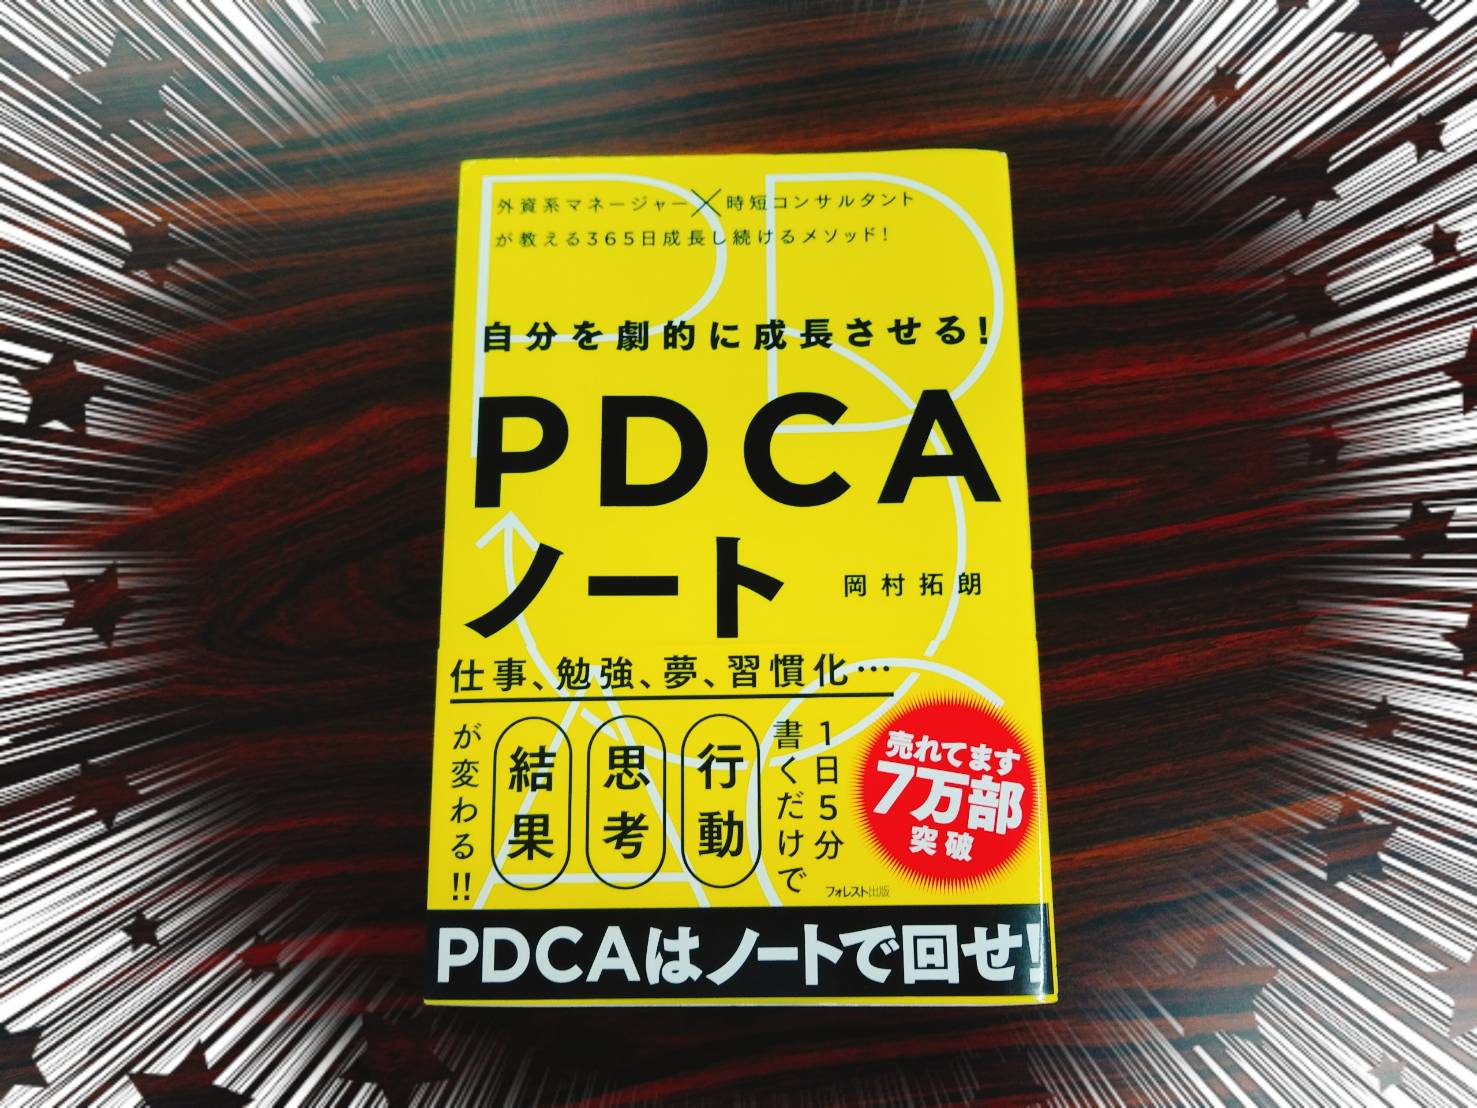 外資系マネージャー×時短コンサルタント
が教える365日成長し続けるメソッド！
自分を劇的に成長させる！
PDCA
ノート
岡村拓朗
仕事、勉強、夢、習慣化…
1日5分
書くだけで
行動
思考
結果
が変わる!!
売れてます
7万部
突破
フォレスト出版
PDCAはノートで回せ！